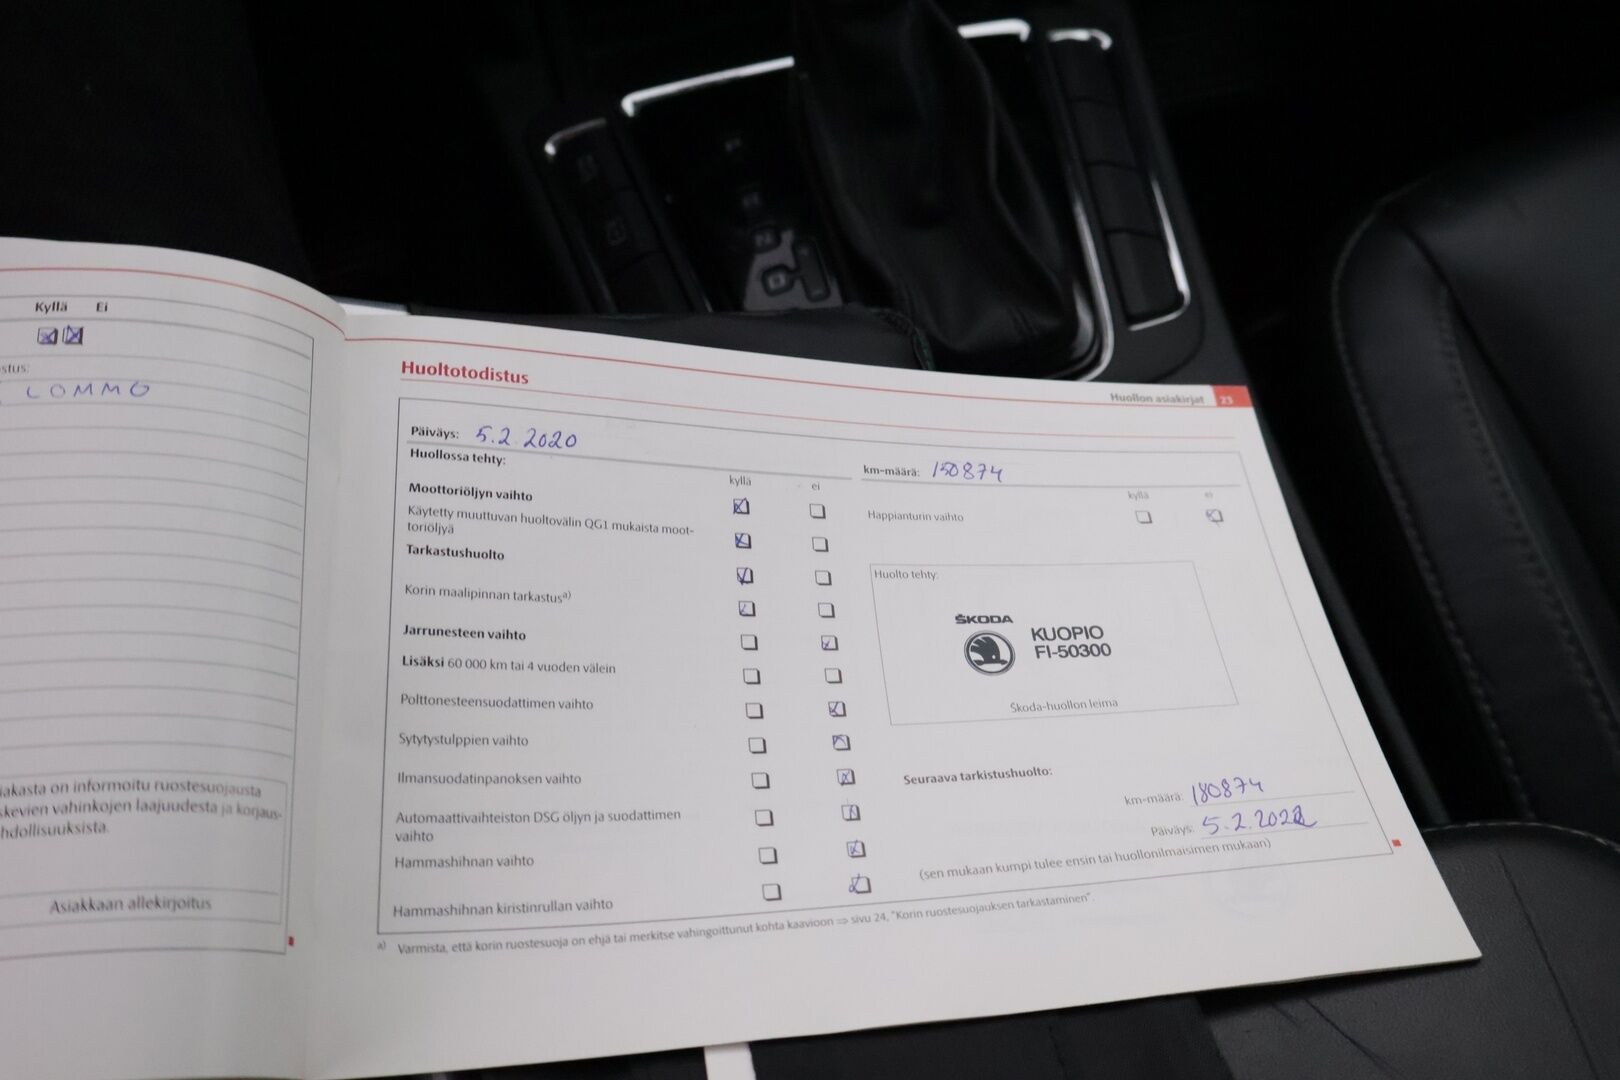 Kyllä Ei
stus:
LOMMO
iakasta on informoitu ruostesuojausta
skevien vahinkojen laajuudesta ja korjaus-
hdollisuuksista.
Asiakkaan allekirjoitus
Huoltotodistus
Huollon asiakirjat 23
Päiväys: 5.2.2020
km-määrä: 150874
Huollossa tehty:
kyllä ei
kyllä ei
Moottoriöljyn vaihto
Happianturin vaihto
Käytetty muuttuvan huoltovälin QG1 mukaista moot-
toriöljyä
Tarkastushuolto
Korin maalipinnan tarkastus a)
Jarrunesteen vaihto
Lisäksi 60 000 km tai 4 vuoden välein
Polttonesteensuodattimen vaihto
Sytytystulppien vaihto
Ilmansuodatinpanoksen vaihto
Automaattivaihteiston DSG öljyn ja suodattimen
vaihto
Hammashihnan vaihto
Hammashihnan kiristinrullan vaihto
Huolto tehty:
ŠKODA
KUOPIO
FI-50300
Skoda-huollon leima
Seuraava tarkistushuolto:
km-määrä: 180874
Päiväys: 5.2.2022
(sen mukaan kumpi tulee ensin tai huollonilmaisimen mukaan)
a) Varmista, että korin ruostesuoja on ehjä tai merkitse vahingoittunut kohta kaavioon ⇒ sivu 24, "Korin ruostesuojauksen tarkastaminen".
N
D